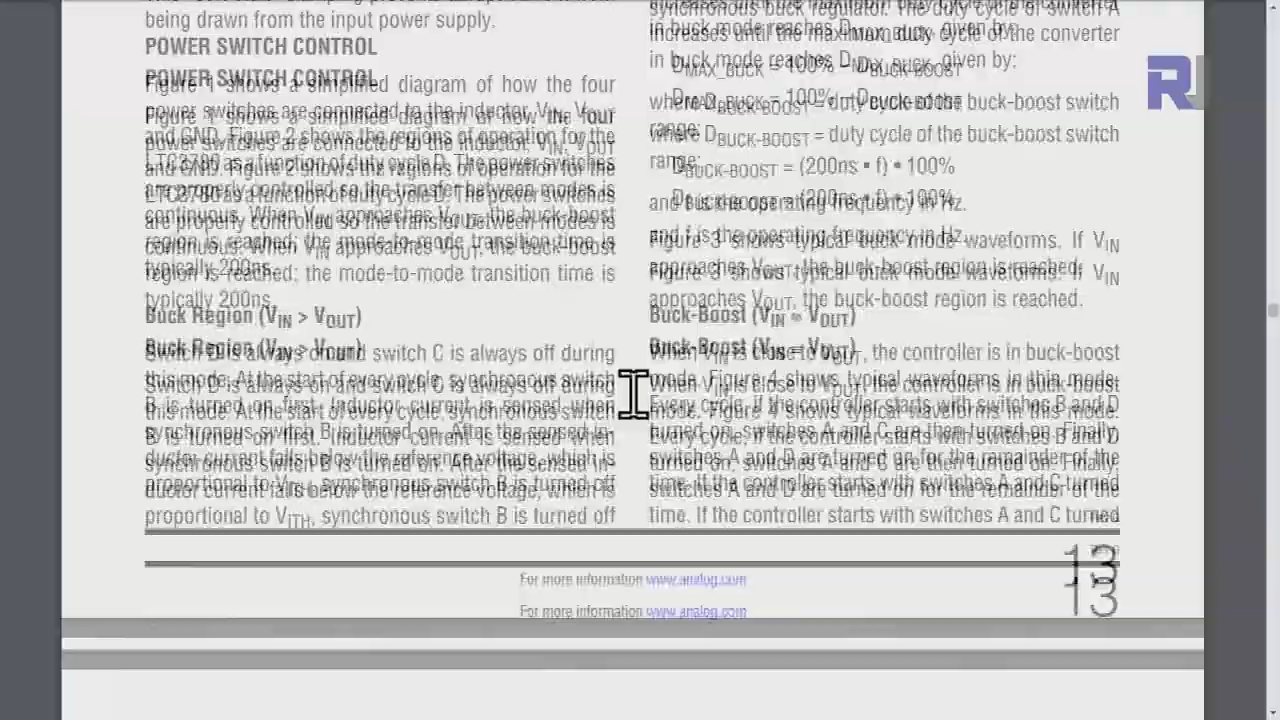 being drawn from the input power supply.
POWER SWITCH CONTROL
Figure 1 shows a simplified diagram of how the four
power switches are connected to the inductor, VIN, VOUT
and GND. Figure 2 shows the regions of operation for the
LTC3780 as a function of duty cycle D. The power switches
are properly controlled so the transfer between modes is
continuous. When VIN approaches VOUT, the buck-boost
region is reached; the mode-to-mode transition time is
typically 200ns.
Buck Region (VIN > VOUT)
Switch D is always on and switch C is always off during
this mode. At the start of every cycle, synchronous switch
B is turned on first. Inductor current is sensed when
synchronous switch B is turned on. After the sensed in-
ductor current falls below the reference voltage, which is
proportional to VITH, synchronous switch B is turned off
synchronous buck regulator. The duty cycle of switch A
increases until the maximum duty cycle of the converter
in buck mode reaches DMAX_BUCK, given by:
DMAX_BUCK = 100% – DBUCK-BOOST
where DBUCK-BOOST = duty cycle of the buck-boost switch
range:
DBUCK-BOOST = (200ns • f) • 100%
and f is the operating frequency in Hz.
Figure 3 shows typical buck mode waveforms. If VIN
approaches VOUT, the buck-boost region is reached.
Buck-Boost (VIN ≈ VOUT)
When VIN is close to VOUT, the controller is in buck-boost
mode. Figure 4 shows typical waveforms in this mode.
Every cycle, if the controller starts with switches B and D
turned on, switches A and C are then turned on. Finally,
switches A and D are turned on for the remainder of the
time. If the controller starts with switches A and C turned
13
For more information www.analog.com